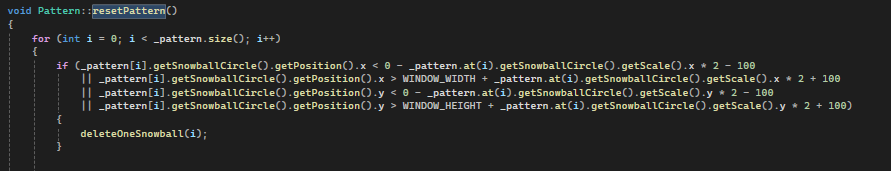 void Pattern::resetPattern()
{
for (int i = 0; i < _pattern.size(); i++)
{
if (_pattern[i].getSnowballCircle().getPosition().x < 0 - _pattern.at(i).getSnowballCircle().getScale().x * 2 - 100
|| _pattern[i].getSnowballCircle().getPosition().x > WINDOW_WIDTH + _pattern.at(i).getSnowballCircle().getScale().x * 2 + 100
|| _pattern[i].getSnowballCircle().getPosition().y < 0 - _pattern.at(i).getSnowballCircle().getScale().y * 2 - 100
|| _pattern[i].getSnowballCircle().getPosition().y > WINDOW_HEIGHT + _pattern.at(i).getSnowballCircle().getScale().y * 2 + 100)
{
deleteOneSnowball(i);
}